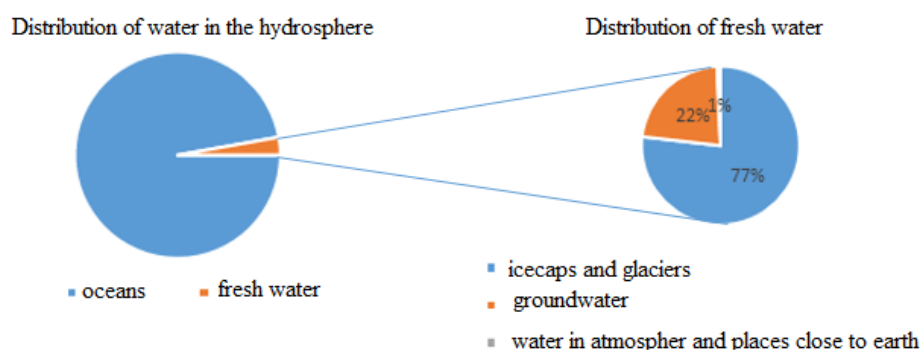 Distribution of water in the hydrosphere
Distribution of fresh water
1%
22%
77%
oceans
fresh water
icecaps and glaciers
groundwater
water in atmospher and places close to earth